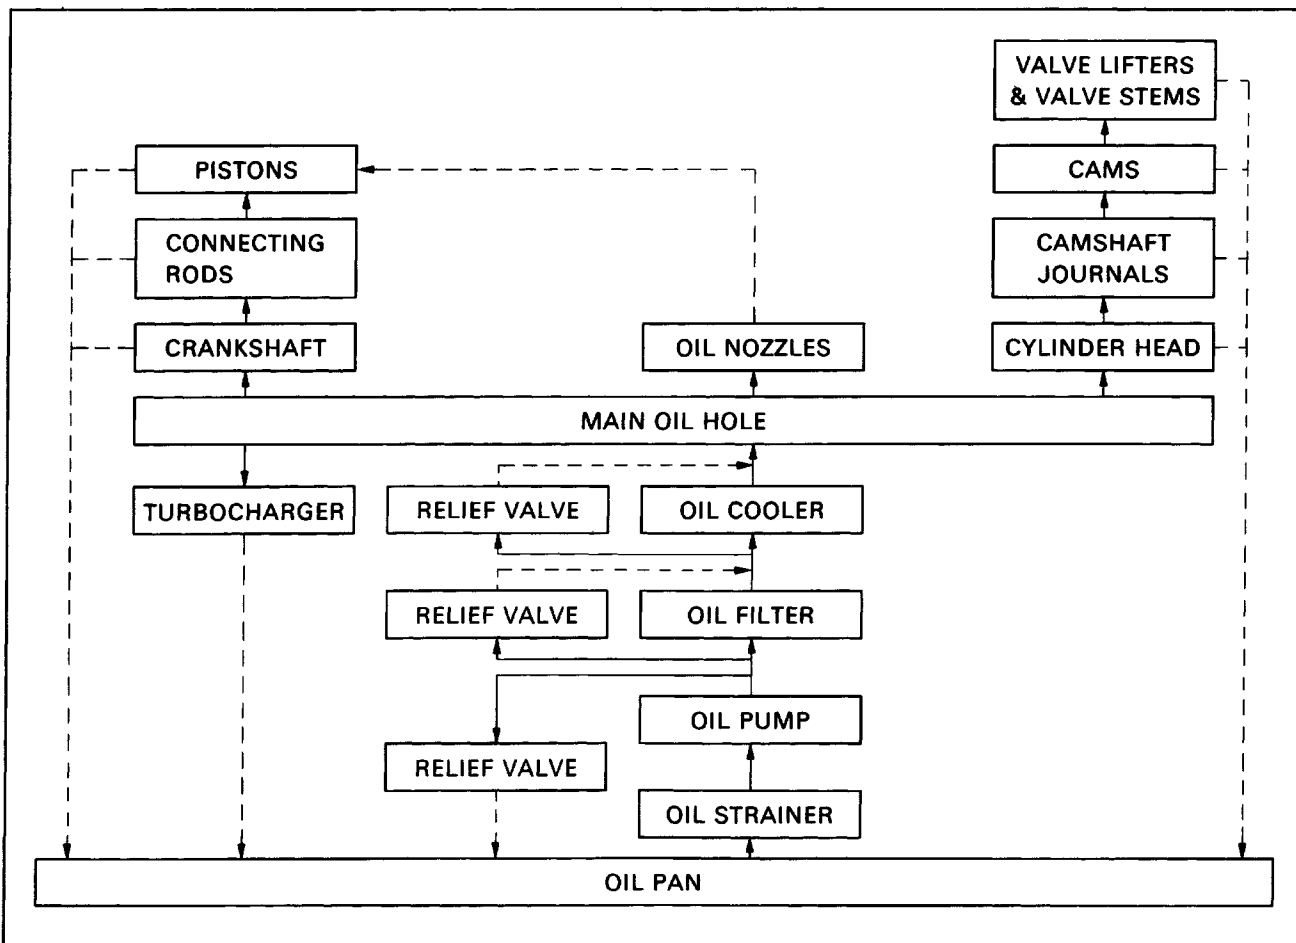 VALVE LIFTERS
& VALVE STEMS
PISTONS
CAMS
CONNECTING
RODS
CAMSHAFT
JOURNALS
CRANKSHAFT
OIL NOZZLES
CYLINDER HEAD
MAIN OIL HOLE
TURBOCHARGER
RELIEF VALVE
OIL COOLER
RELIEF VALVE
OIL FILTER
OIL PUMP
RELIEF VALVE
OIL STRAINER
OIL PAN